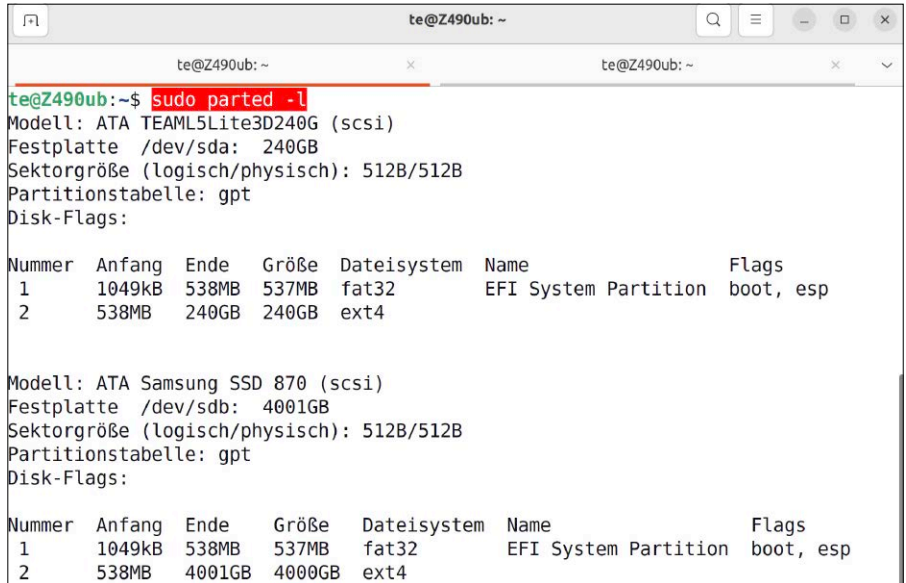 te@Z490ub: ~
te@Z490ub: ~ × te@Z490ub: ~ ×
te@Z490ub:~$ sudo parted -l
Modell: ATA TEAML5Lite3D240G (scsi)
Festplatte  /dev/sda:  240GB
Sektorgröße (logisch/physisch): 512B/512B
Partitionstabelle: gpt
Disk-Flags:
Nummer  Anfang  Ende   Größe  Dateisystem  Name                  Flags
1       1049kB  538MB  537MB  fat32        EFI System Partition  boot, esp
2       538MB   240GB  240GB  ext4
Modell: ATA Samsung SSD 870 (scsi)
Festplatte  /dev/sdb:  4001GB
Sektorgröße (logisch/physisch): 512B/512B
Partitionstabelle: gpt
Disk-Flags:
Nummer  Anfang  Ende    Größe   Dateisystem  Name                  Flags
1       1049kB  538MB   537MB   fat32        EFI System Partition  boot, esp
2       538MB   4001GB  4000GB  ext4